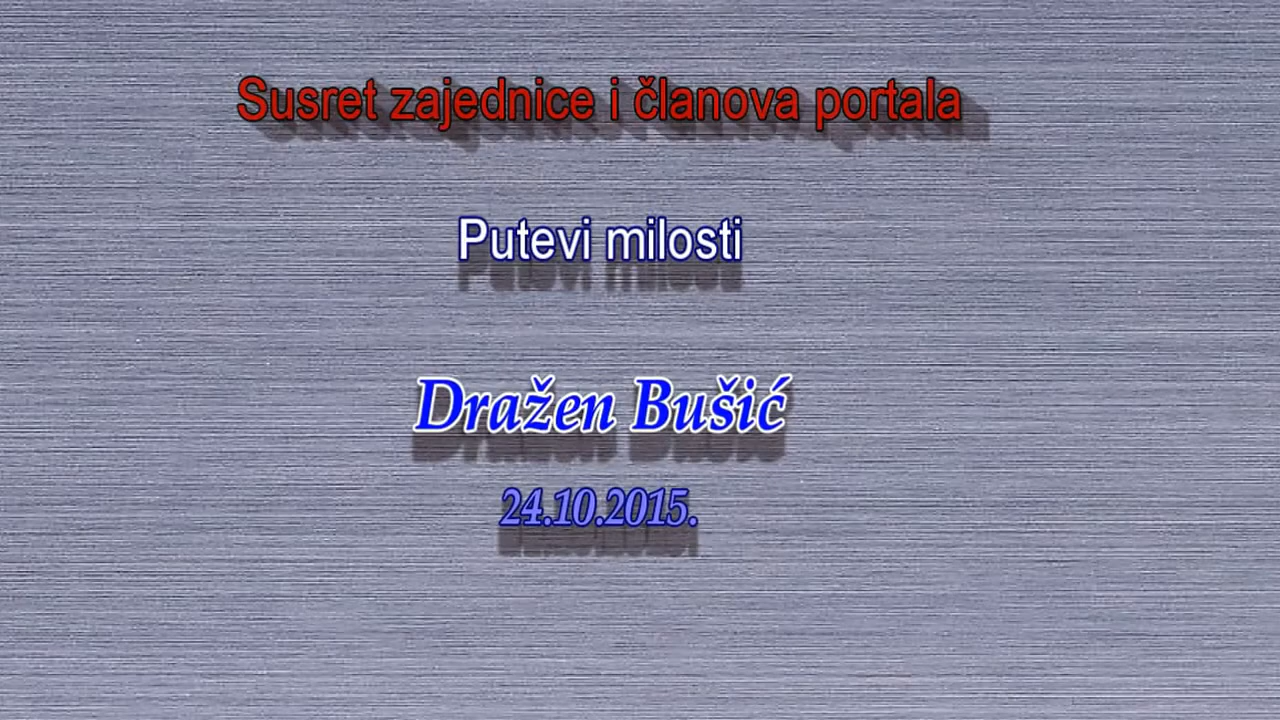 Susret zajednice i članova portala
Putevi milosti
Dražen Bušić
24.10.2015.